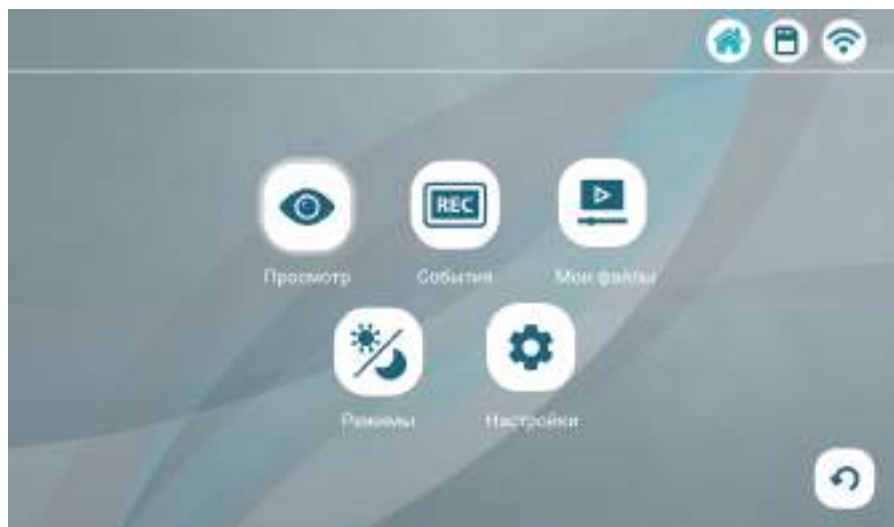 REC
Просмотр
События
Мои файлы
Режимы
Настройки